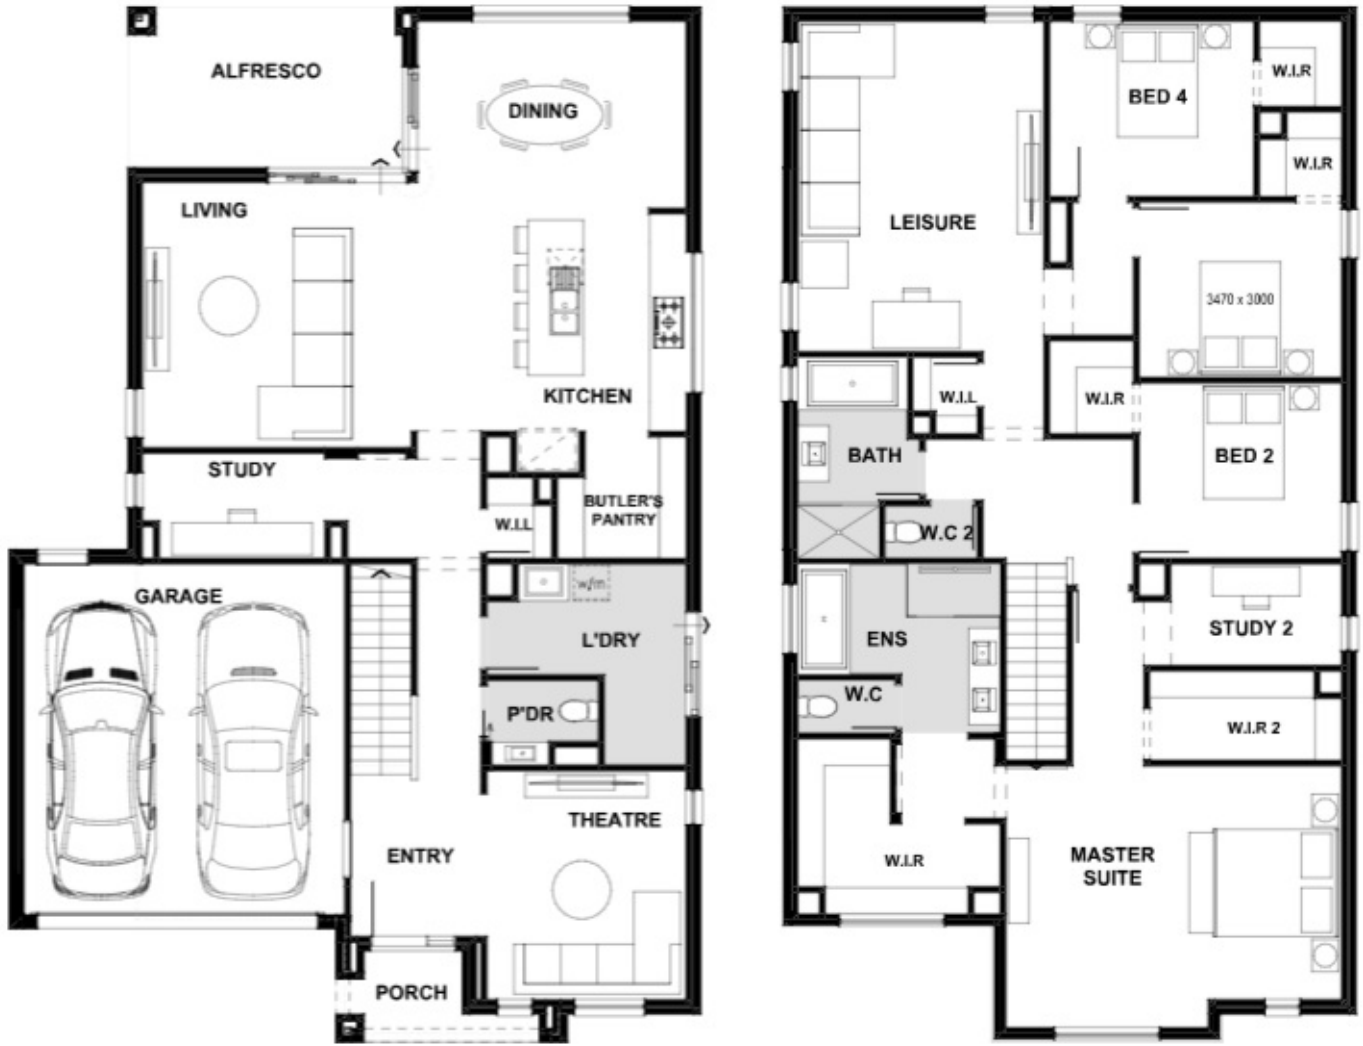 ALFRESCO
DINING
LIVING
KITCHEN
STUDY
W.I.L
BUTLER'S
PANTRY
GARAGE
w/m
L'DRY
P'DR
THEATRE
ENTRY
PORCH
BED 4
W.I.R
W.I.R
LEISURE
3470 x 3000
W.I.L
W.I.R
BATH
BED 2
W.C 2
ENS
STUDY 2
W.C
W.I.R 2
W.I.R
MASTER
SUITE